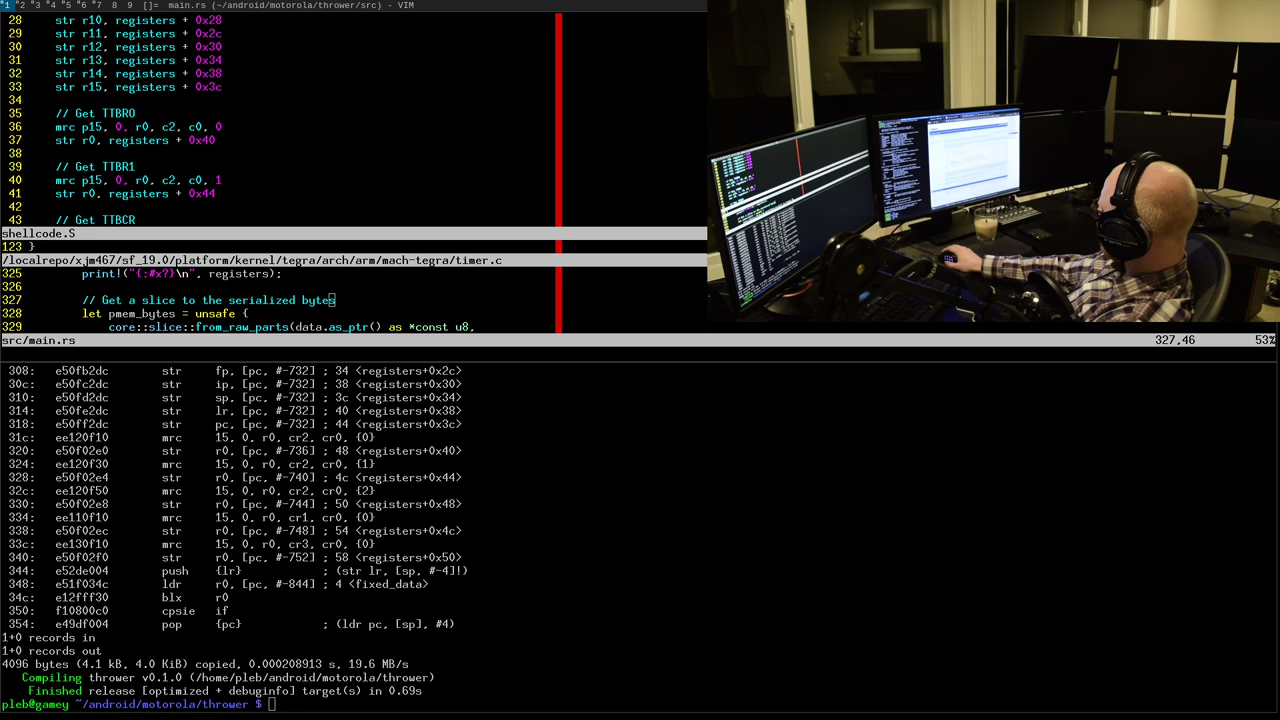 1 2 3 4 5 6 7 8 9 []= main.rs (~/android/motorola/thrower/src) - VIM
28 str r10, registers + 0x28
29 str r11, registers + 0x2c
30 str r12, registers + 0x30
31 str r13, registers + 0x34
32 str r14, registers + 0x38
33 str r15, registers + 0x3c
34
35 // Get TTBR0
36 mrc p15, 0, r0, c2, c0, 0
37 str r0, registers + 0x40
38
39 // Get TTBR1
40 mrc p15, 0, r0, c2, c0, 1
41 str r0, registers + 0x44
42
43 // Get TTBCR
shellcode.S
123 }
/localrepo/xjm467/sf_19.0/platform/kernel/tegra/arch/arm/mach-tegra/timer.c
325 print!("{:#x?}\n", registers);
326
327 // Get a slice to the serialized bytes
328 let pmem_bytes = unsafe {
329 core::slice::from_raw_parts(data.as_ptr() as *const u8,
src/main.rs 327,46 53%
308: e50fb2dc str fp, [pc, #-732] ; 34 <registers+0x2c>
30c: e50fc2dc str ip, [pc, #-732] ; 38 <registers+0x30>
310: e50fd2dc str sp, [pc, #-732] ; 3c <registers+0x34>
314: e50fe2dc str lr, [pc, #-732] ; 40 <registers+0x38>
318: e50ff2dc str pc, [pc, #-732] ; 44 <registers+0x3c>
31c: ee120f10 mrc 15, 0, r0, cr2, cr0, {0}
320: e50f02e0 str r0, [pc, #-736] ; 48 <registers+0x40>
324: ee120f30 mrc 15, 0, r0, cr2, cr0, {1}
328: e50f02e4 str r0, [pc, #-740] ; 4c <registers+0x44>
32c: ee120f50 mrc 15, 0, r0, cr2, cr0, {2}
330: e50f02e8 str r0, [pc, #-744] ; 50 <registers+0x48>
334: ee110f10 mrc 15, 0, r0, cr1, cr0, {0}
338: e50f02ec str r0, [pc, #-748] ; 54 <registers+0x4c>
33c: ee130f10 mrc 15, 0, r0, cr3, cr0, {0}
340: e50f02f0 str r0, [pc, #-752] ; 58 <registers+0x50>
344: e52de004 push {lr} ; (str lr, [sp, #-4]!)
348: e51f034c ldr r0, [pc, #-844] ; 4 <fixed_data>
34c: e12fff30 blx r0
350: f10800c0 cpsie if
354: e49df004 pop {pc} ; (ldr pc, [sp], #4)
1+0 records in
1+0 records out
4096 bytes (4.1 kB, 4.0 KiB) copied, 0.000208913 s, 19.6 MB/s
Compiling thrower v0.1.0 (/home/pleb/android/motorola/thrower)
Finished release [optimized + debuginfo] target(s) in 0.69s
pleb@gamey ~/android/motorola/thrower $